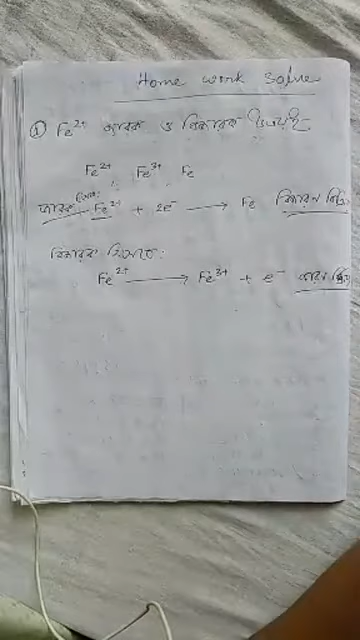 Home work Solve
① Fe²⁺ জারক ও বিজারক উভয়ই-
Fe²⁺ Fe³⁺ Fe
জারক হিসেবে: Fe²⁺ + 2e⁻ ⟶ Fe বিজারণ
বিজারক হিসেবে:
Fe²⁺ ⟶ Fe³⁺ + e⁻ জারণ